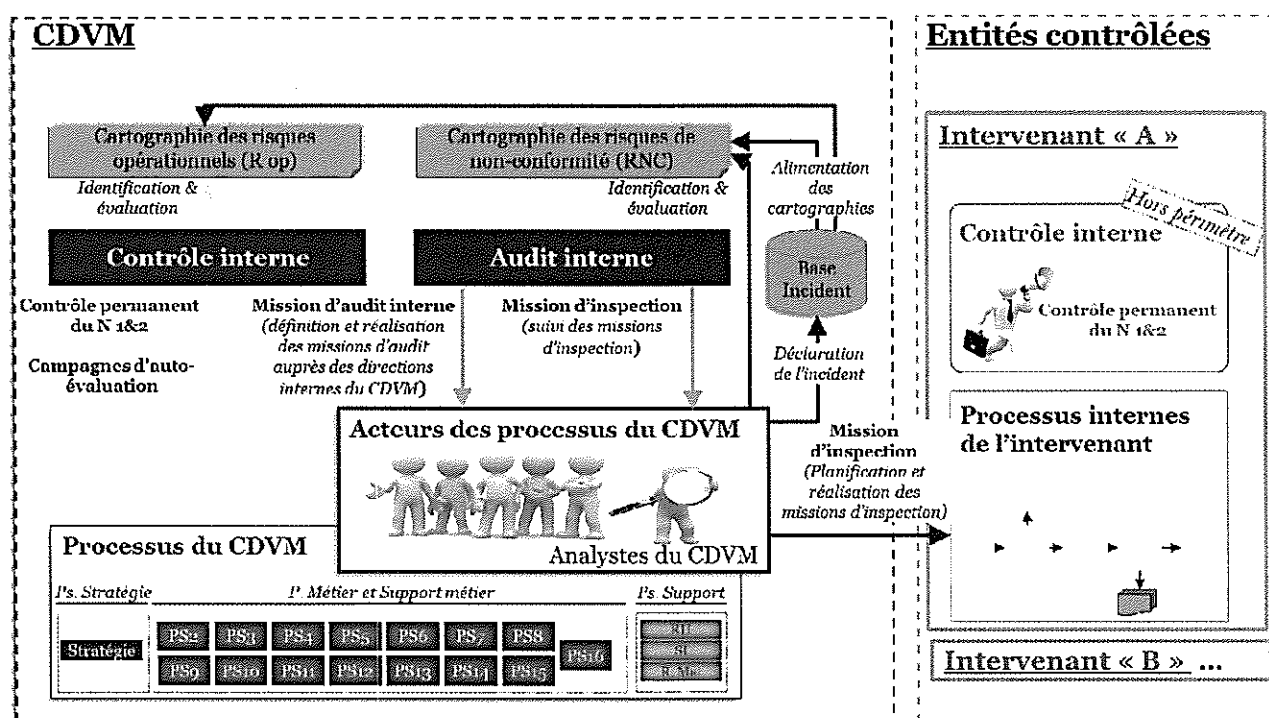 CDVM
Cartographie des risques
opérationnels (R op)
Identification &
évaluation
Cartographie des risques de
non-conformité (RNC)
Identification &
évaluation
Alimentation
des
cartographies
Contrôle interne
Audit interne
Base
Incident
Contrôle permanent
du N 1&2
Campagnes d'auto-
évaluation
Mission d'audit interne
(définition et réalisation
des missions d'audit
auprès des directions
internes du CDVM)
Mission d'inspection
(suivi des missions
d'inspection)
Déclaration
de l'incident
Acteurs des processus du CDVM
Analystes du CDVM
Mission
d'inspection
(Planification et
réalisation des
missions d'inspection)
Processus du CDVM
Ps. Stratégie
P. Métier et Support métier
Ps. Support
Stratégie
PS2 PS3 PS4 PS5 PS6 PS7 PS8
PS9 PS10 PS11 PS12 PS13 PS14 PS15
PS16
RH
SI
Entités contrôlées
Intervenant « A »
Hors périmètre
Contrôle interne
Contrôle permanent
du N 1&2
Processus internes
de l'intervenant
Intervenant « B » ...